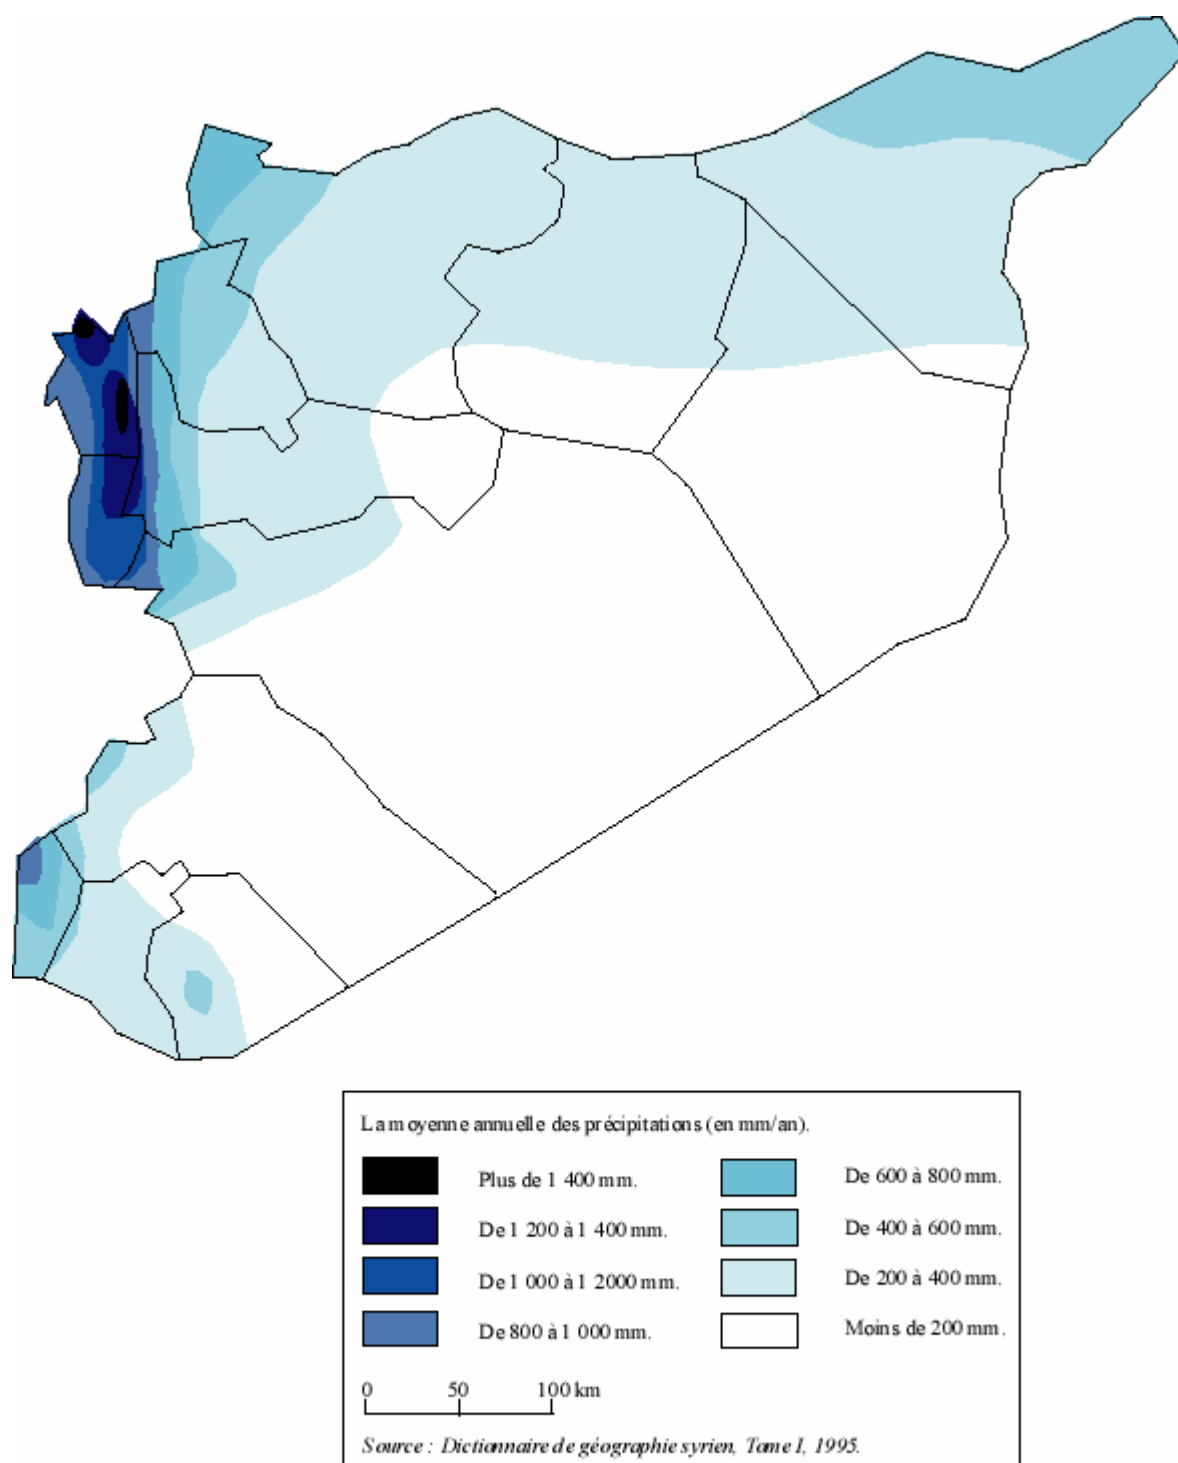 La moyenne annuelle des précipitations (en mm/an).
Plus de 1 400 mm.
De 1 200 à 1 400 mm.
De 1 000 à 1 2000 mm.
De 800 à 1 000 mm.
De 600 à 800 mm.
De 400 à 600 mm.
De 200 à 400 mm.
Moins de 200 mm.
0 50 100 km
Source : Dictionnaire de géographie syrien, Tome I, 1995.